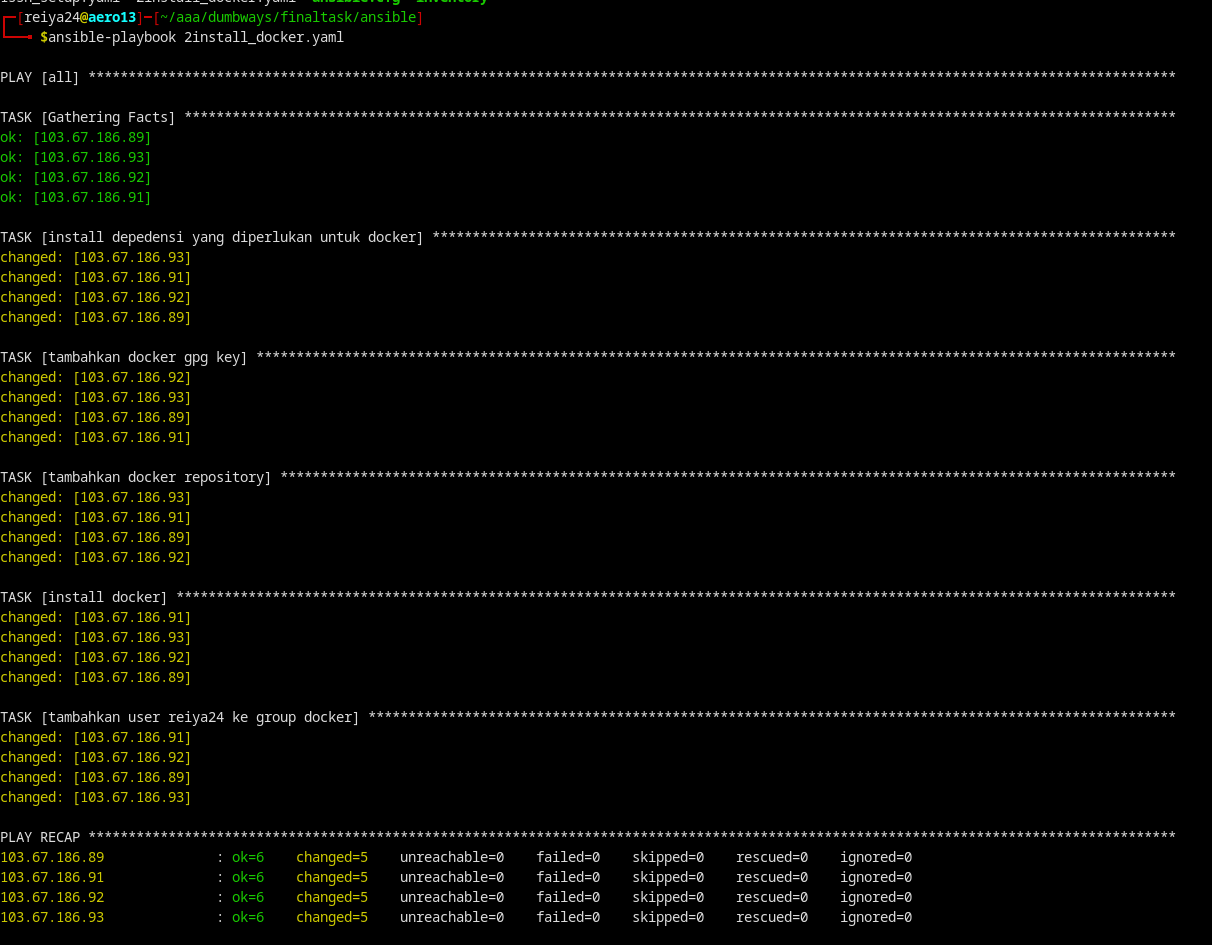 1ssh_setup.yaml 2install_docker.yaml ansible.cfg inventory
┌─[reiya24@aero13]─[~/aaa/dumbways/finaltask/ansible]
└──╼ $ansible-playbook 2install_docker.yaml
PLAY [all] ****************************************************************************************************************************************
TASK [Gathering Facts] ****************************************************************************************************************************
ok: [103.67.186.89]
ok: [103.67.186.93]
ok: [103.67.186.92]
ok: [103.67.186.91]
TASK [install depedensi yang diperlukan untuk docker] *********************************************************************************************
changed: [103.67.186.93]
changed: [103.67.186.91]
changed: [103.67.186.92]
changed: [103.67.186.89]
TASK [tambahkan docker gpg key] *******************************************************************************************************************
changed: [103.67.186.92]
changed: [103.67.186.93]
changed: [103.67.186.89]
changed: [103.67.186.91]
TASK [tambahkan docker repository] ****************************************************************************************************************
changed: [103.67.186.93]
changed: [103.67.186.91]
changed: [103.67.186.89]
changed: [103.67.186.92]
TASK [install docker] *****************************************************************************************************************************
changed: [103.67.186.91]
changed: [103.67.186.93]
changed: [103.67.186.92]
changed: [103.67.186.89]
TASK [tambahkan user reiya24 ke group docker] *****************************************************************************************************
changed: [103.67.186.91]
changed: [103.67.186.92]
changed: [103.67.186.89]
changed: [103.67.186.93]
PLAY RECAP ****************************************************************************************************************************************
103.67.186.89              : ok=6    changed=5    unreachable=0    failed=0    skipped=0    rescued=0    ignored=0
103.67.186.91              : ok=6    changed=5    unreachable=0    failed=0    skipped=0    rescued=0    ignored=0
103.67.186.92              : ok=6    changed=5    unreachable=0    failed=0    skipped=0    rescued=0    ignored=0
103.67.186.93              : ok=6    changed=5    unreachable=0    failed=0    skipped=0    rescued=0    ignored=0